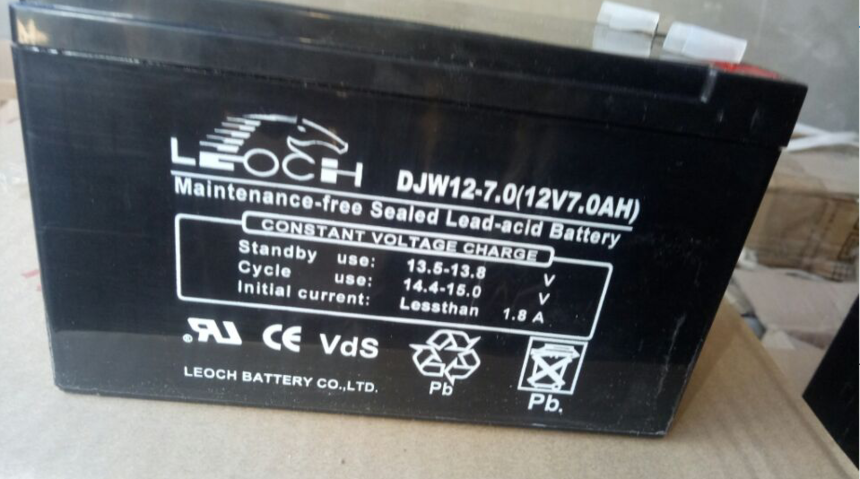 LEOCH
DJW12-7.0(12V7.0AH)
Maintenance-free Sealed Lead-acid Battery
CONSTANT VOLTAGE CHARGE
Standby use: 13.5-13.8 V
Cycle use: 14.4-15.0 V
Initial current: Lessthan 1.8 A
® RU CE VdS
Pb
Pb.
LEOCH BATTERY CO.,LTD.